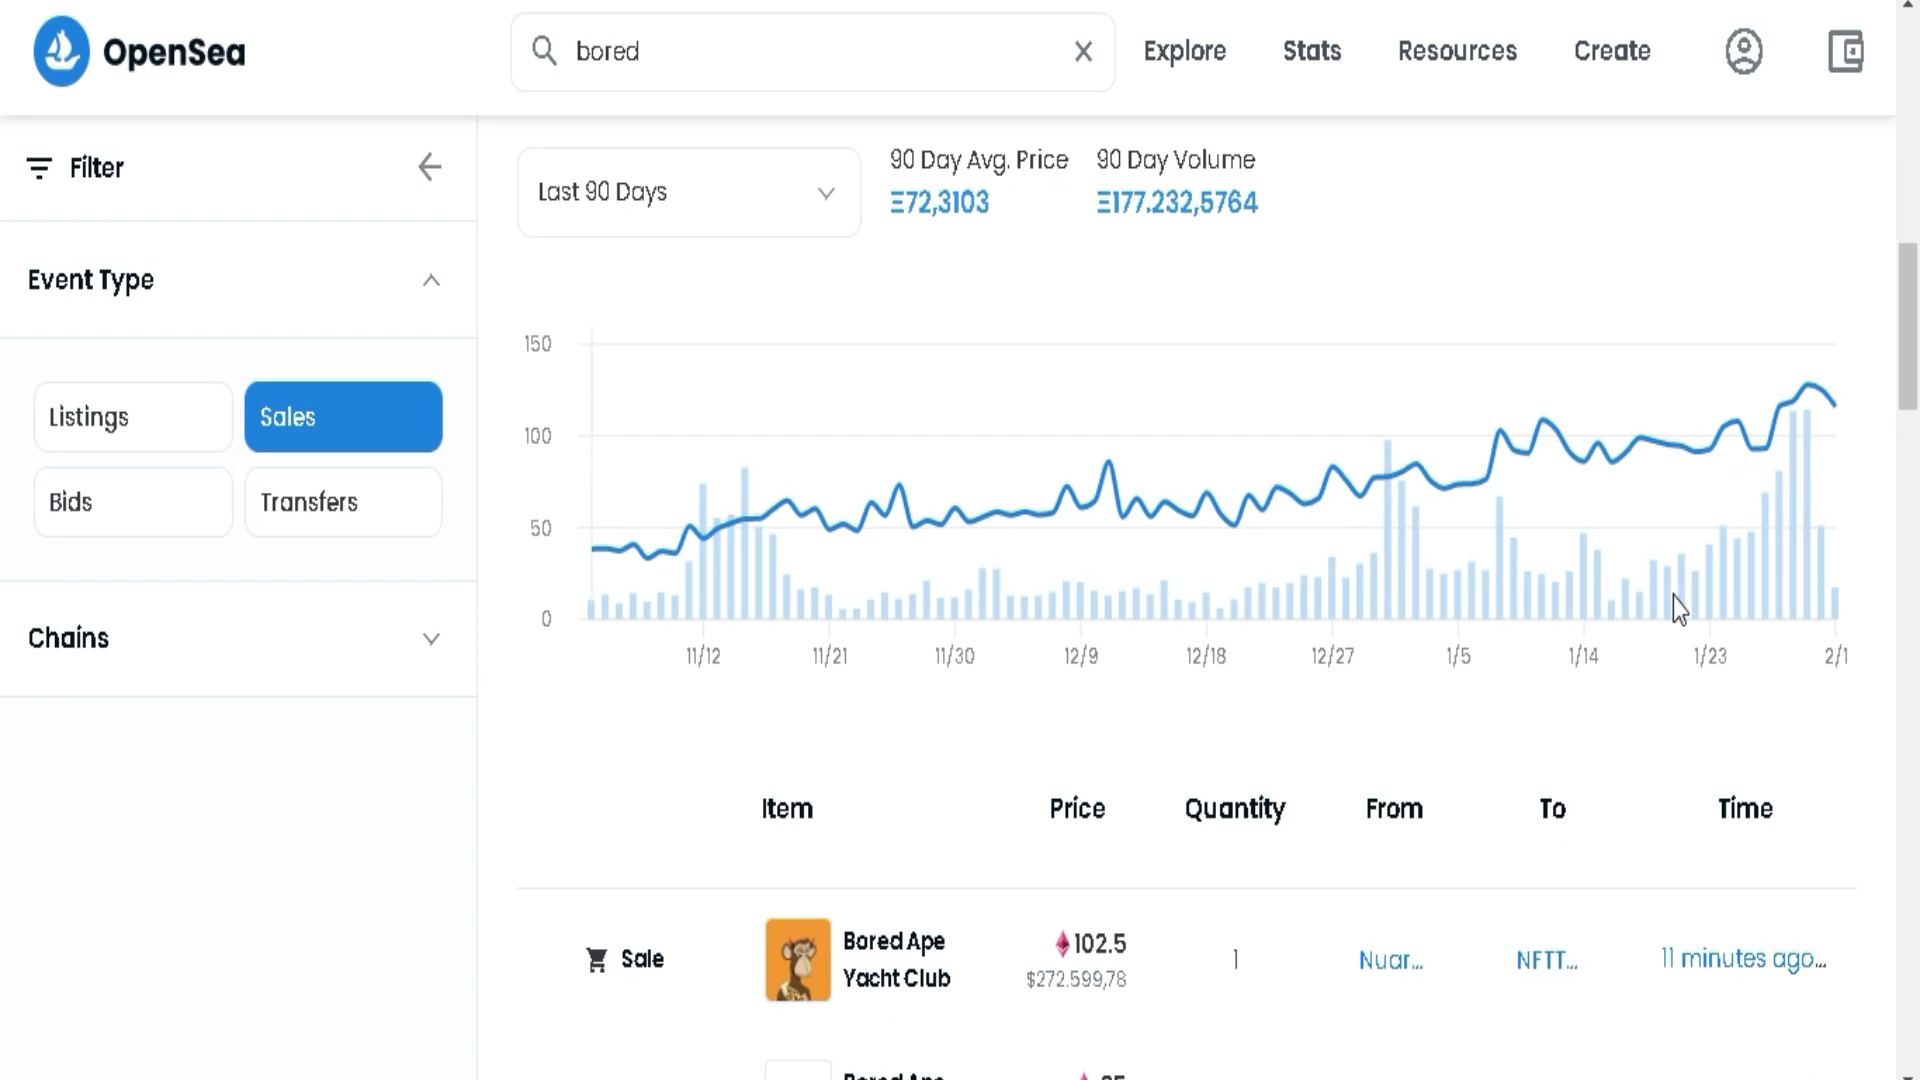 OpenSea
bored
Explore
Stats
Resources
Create
Filter
Event Type
Listings
Sales
Bids
Transfers
Chains
Last 90 Days
90 Day Avg. Price
Ξ72,3103
90 Day Volume
Ξ177.232,5764
150
100
50
0
11/12
11/21
11/30
12/9
12/18
12/27
1/5
1/14
1/23
2/1
Item
Price
Quantity
From
To
Time
Sale
Bored Ape
Yacht Club
102.5
$272.599,78
1
Nuar...
NFTT...
11 minutes ago...
Bored Ape